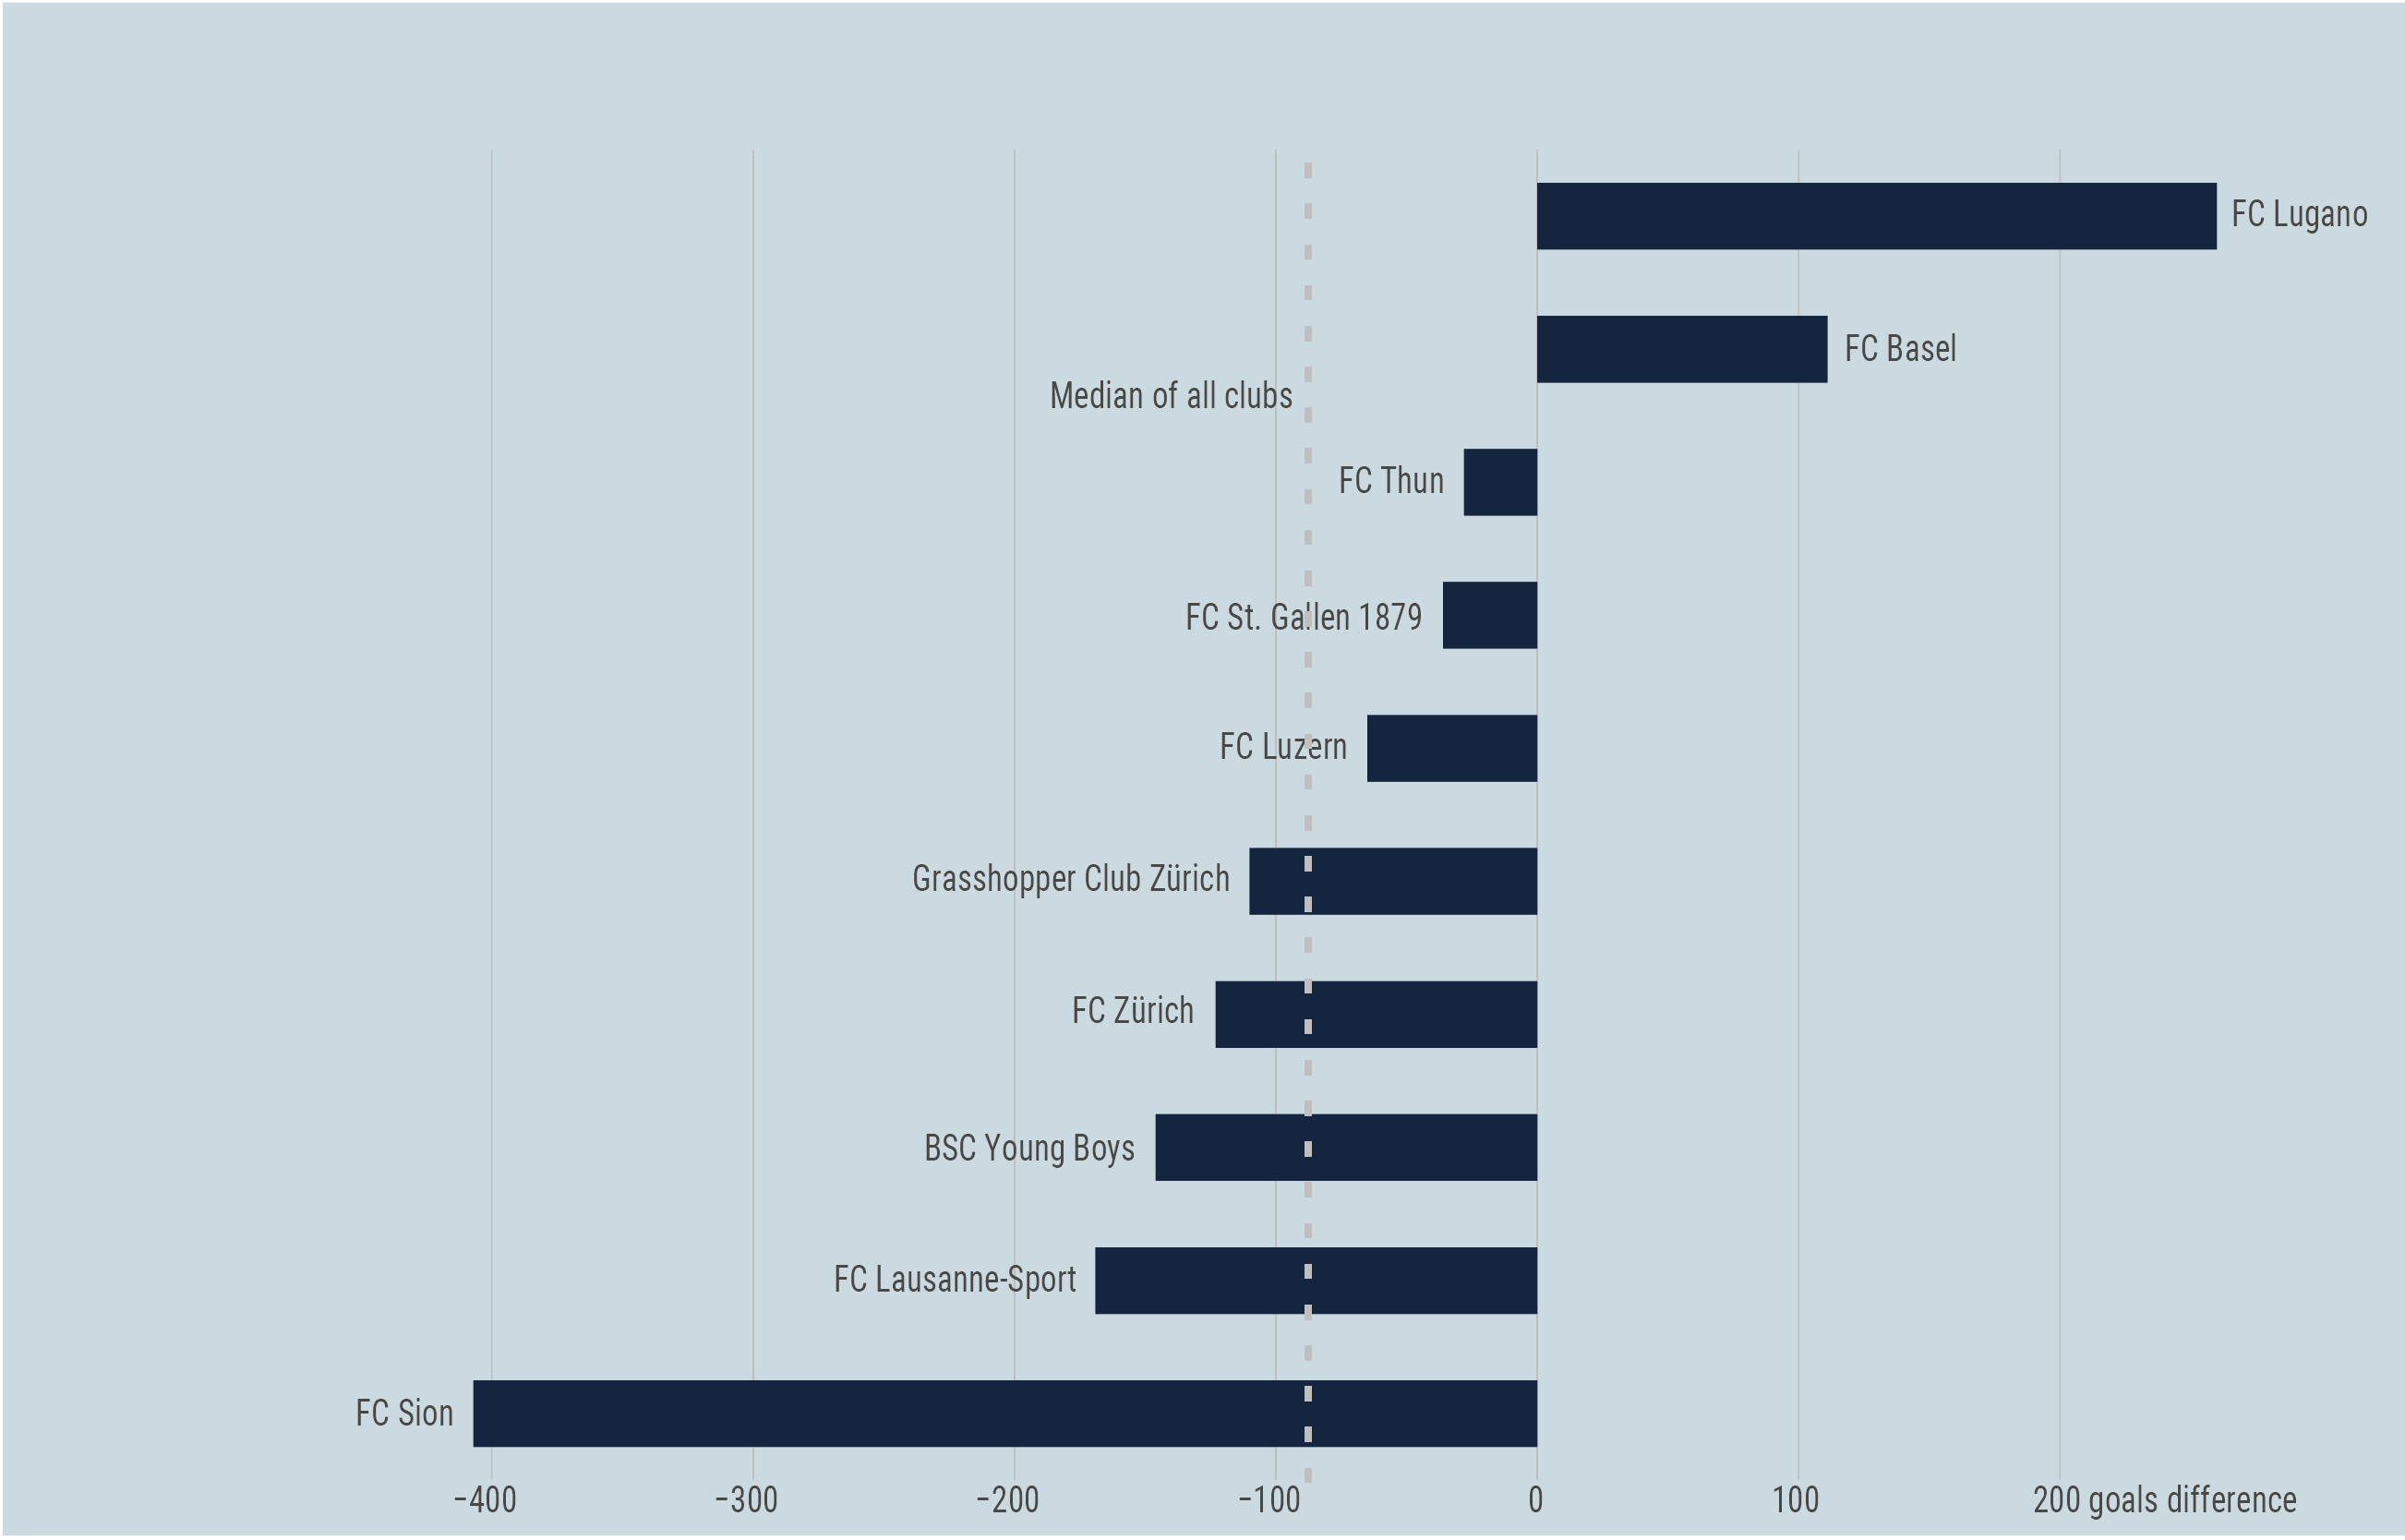 FC Lugano
FC Basel
Median of all clubs
FC Thun
FC St. Gallen 1879
FC Luzern
Grasshopper Club Zürich
FC Zürich
BSC Young Boys
FC Lausanne-Sport
FC Sion
−400 −300 −200 −100 0 100 200 goals difference